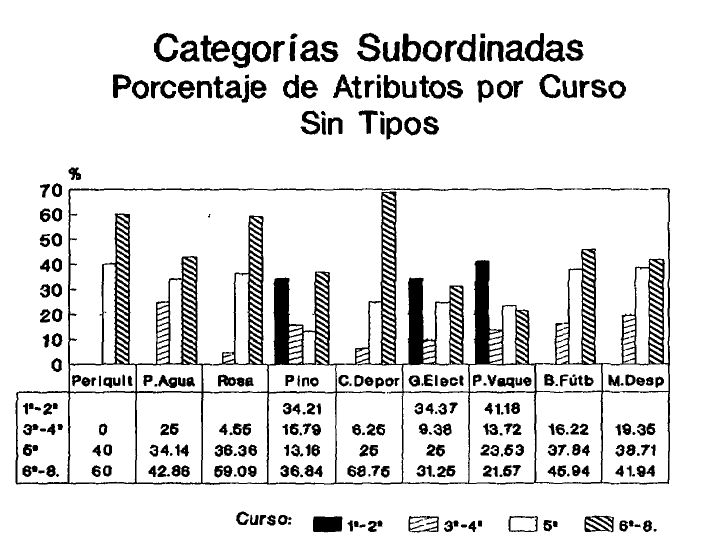 Categorías Subordinadas
Porcentaje de Atributos por Curso
Sin Tipos
%
70
60
50
40
30
20
10
0
Periquit P.Agua Rosa Pino C.Depor G.Elect P.Vaque B.Fútb M.Desp
1º-2º 34.21 34.37 41.18
3º-4º 0 25 4.55 15.79 6.25 9.38 13.72 16.22 19.35
5º 40 34.14 36.36 13.16 25 25 23.53 37.84 38.71
6º-8. 60 42.86 59.09 36.84 68.75 31.25 21.57 45.94 41.94
Curso: 1º-2º 3º-4º 5º 6º-8.